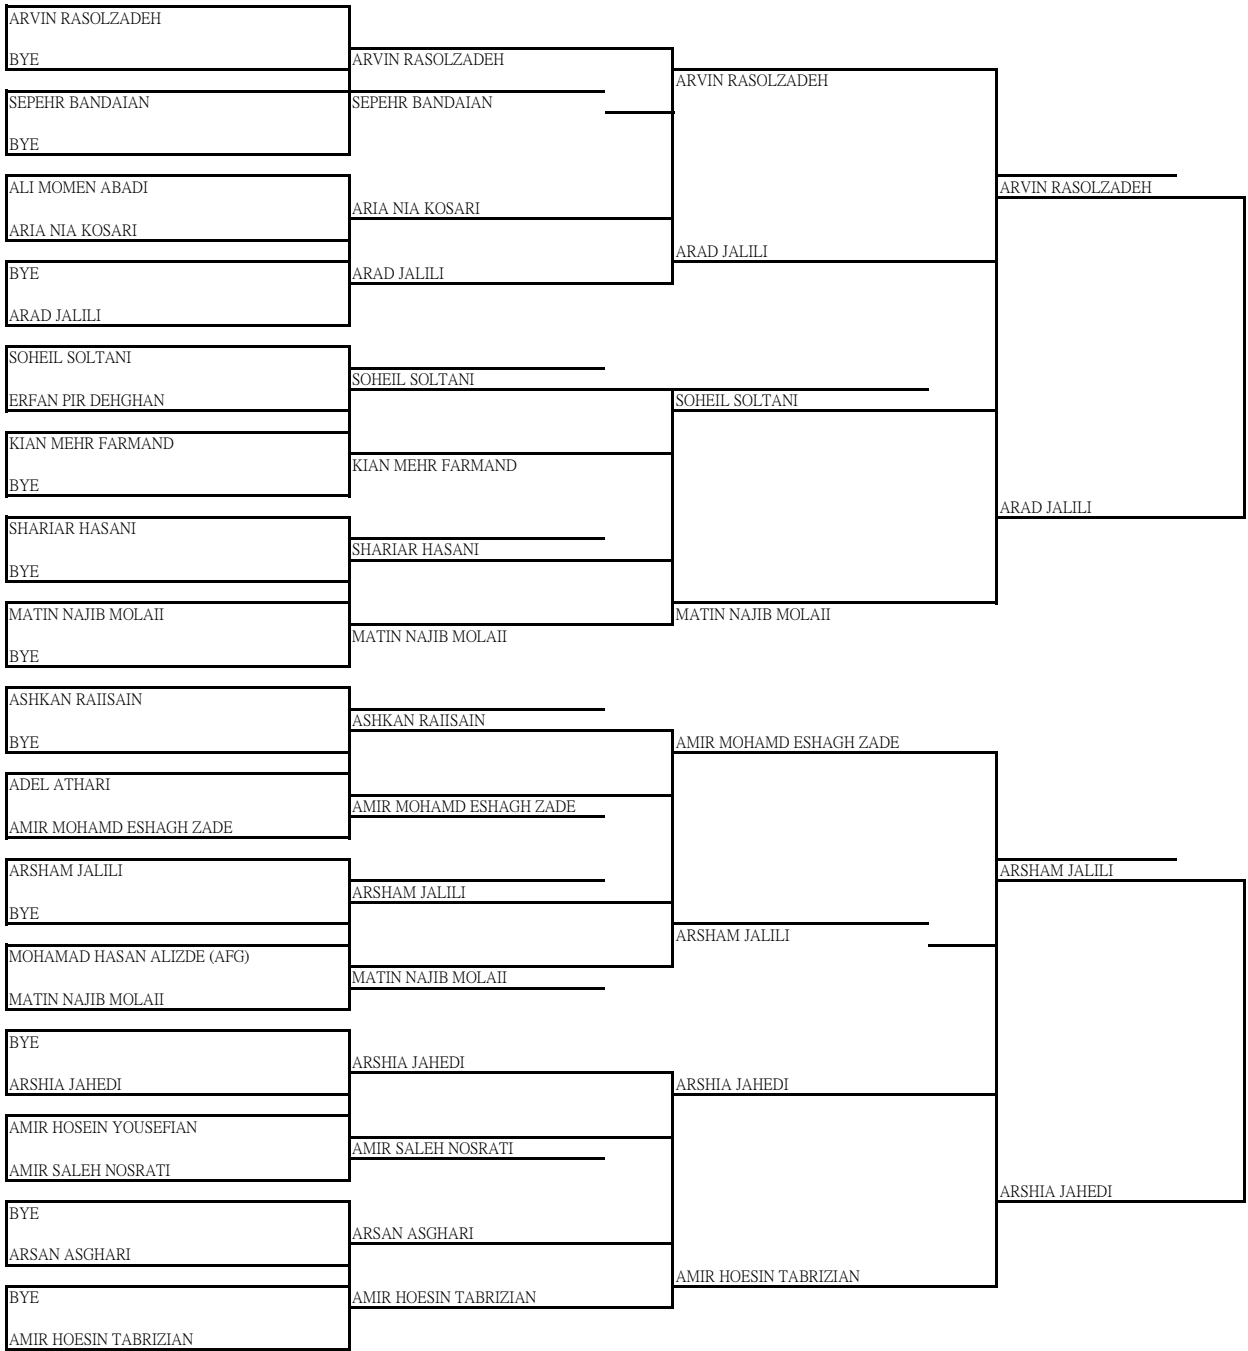 ARVIN RASOLZADEH
BYE
SEPEHR BANDAIAN
BYE
ALI MOMEN ABADI
ARIA NIA KOSARI
BYE
ARAD JALILI
SOHEIL SOLTANI
ERFAN PIR DEHGHAN
KIAN MEHR FARMAND
BYE
SHARIAR HASANI
BYE
MATIN NAJIB MOLAII
BYE
ASHKAN RAIISAIN
BYE
ADEL ATHARI
AMIR MOHAMD ESHAGH ZADE
ARSHAM JALILI
BYE
MOHAMAD HASAN ALIZDE (AFG)
MATIN NAJIB MOLAII
BYE
ARSHIA JAHEDI
AMIR HOSEIN YOUSEFIAN
AMIR SALEH NOSRATI
BYE
ARSAN ASGHARI
BYE
AMIR HOESIN TABRIZIAN
ARVIN RASOLZADEH
SEPEHR BANDAIAN
ARIA NIA KOSARI
ARAD JALILI
SOHEIL SOLTANI
KIAN MEHR FARMAND
SHARIAR HASANI
MATIN NAJIB MOLAII
ASHKAN RAIISAIN
AMIR MOHAMD ESHAGH ZADE
ARSHAM JALILI
MATIN NAJIB MOLAII
ARSHIA JAHEDI
AMIR SALEH NOSRATI
ARSAN ASGHARI
AMIR HOESIN TABRIZIAN
ARVIN RASOLZADEH
ARAD JALILI
SOHEIL SOLTANI
MATIN NAJIB MOLAII
AMIR MOHAMD ESHAGH ZADE
ARSHAM JALILI
ARSHIA JAHEDI
AMIR HOESIN TABRIZIAN
ARVIN RASOLZADEH
ARAD JALILI
ARSHAM JALILI
ARSHIA JAHEDI